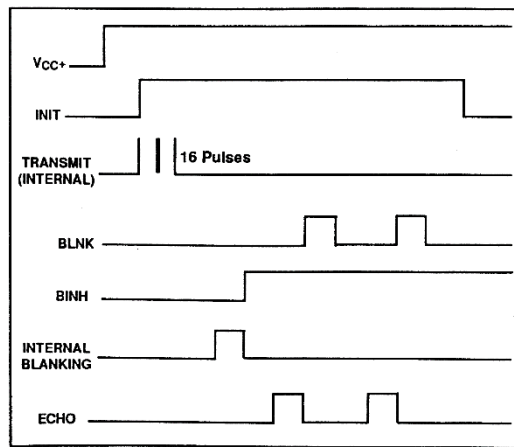 VCC+
INIT
TRANSMIT
(INTERNAL)
16 Pulses
BLNK
BINH
INTERNAL
BLANKING
ECHO